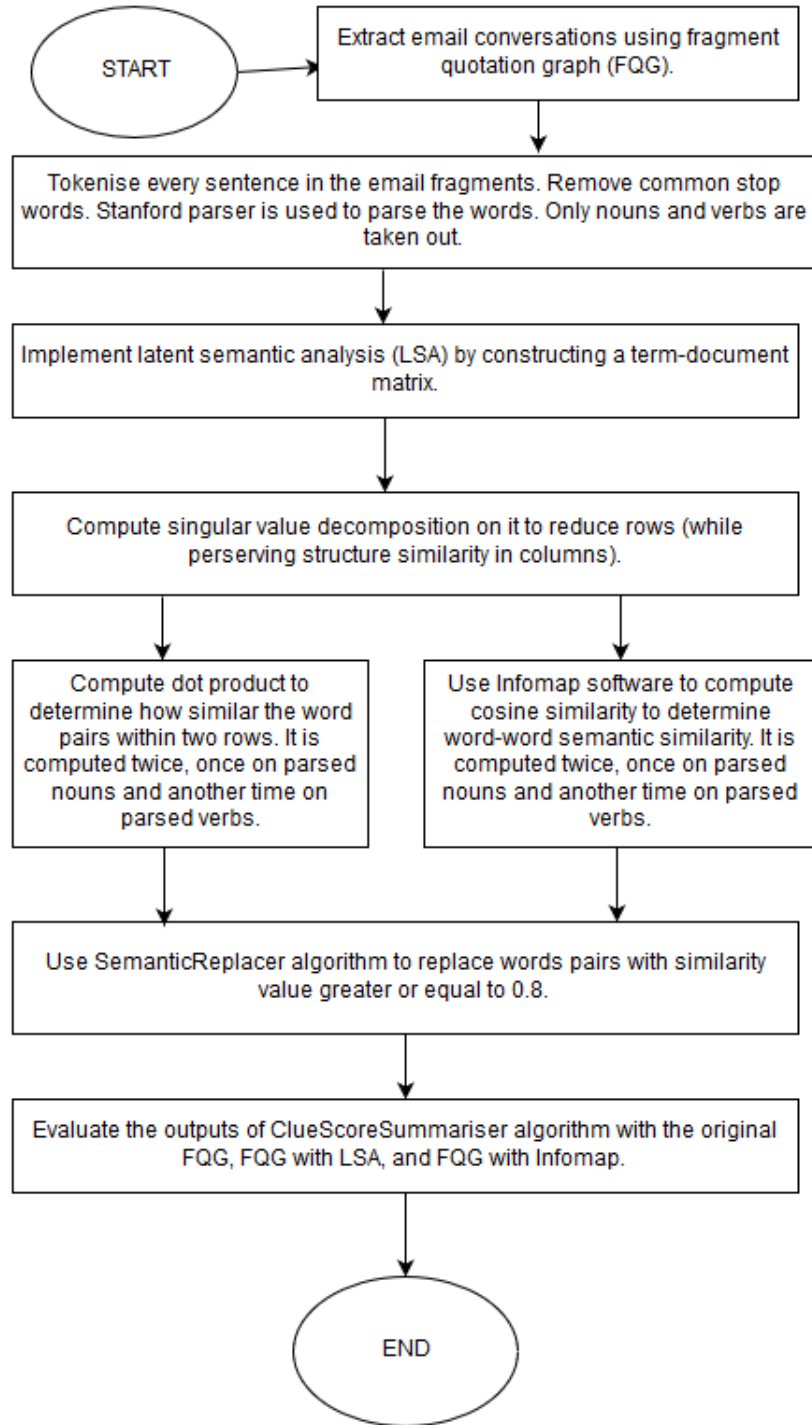 START
Extract email conversations using fragment
quotation graph (FQG).
Tokenise every sentence in the email fragments. Remove common stop
words. Stanford parser is used to parse the words. Only nouns and verbs are
taken out.
Implement latent semantic analysis (LSA) by constructing a term-document
matrix.
Compute singular value decomposition on it to reduce rows (while
perserving structure similarity in columns).
Compute dot product to
determine how similar the word
pairs within two rows. It is
computed twice, once on parsed
nouns and another time on
parsed verbs.
Use Infomap software to compute
cosine similarity to determine
word-word semantic similarity. It is
computed twice, once on parsed
nouns and another time on parsed
verbs.
Use SemanticReplacer algorithm to replace words pairs with similarity
value greater or equal to 0.8.
Evaluate the outputs of ClueScoreSummariser algorithm with the original
FQG, FQG with LSA, and FQG with Infomap.
END